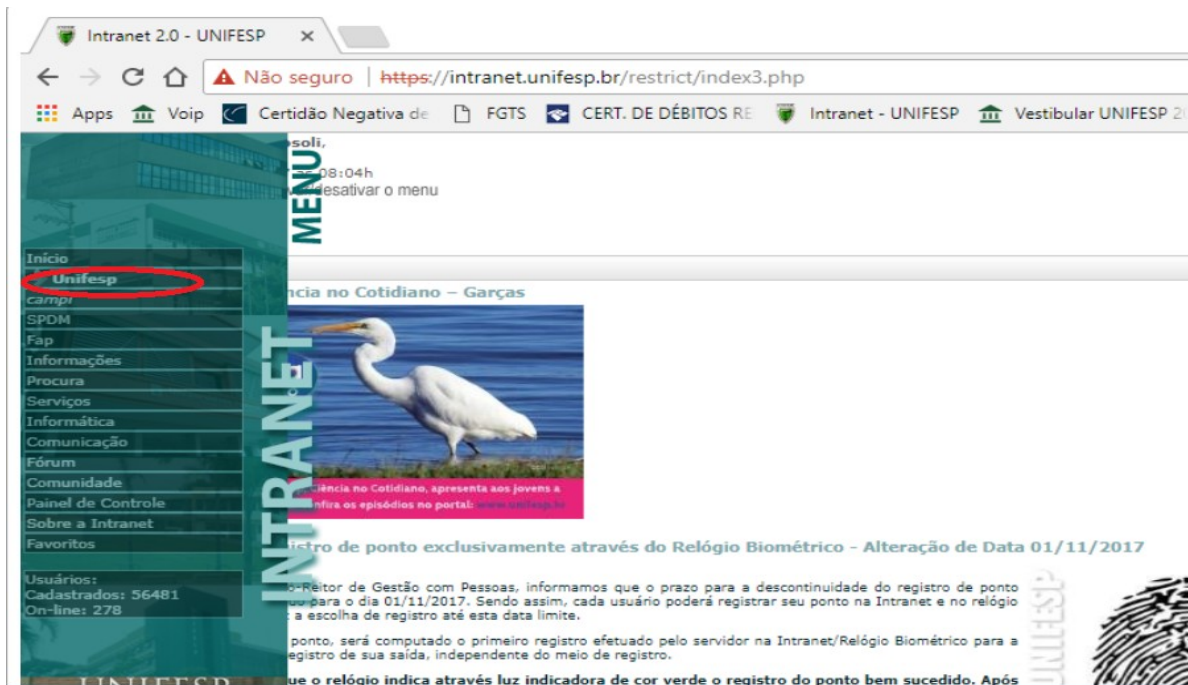 Intranet 2.0 - UNIFESP
Não seguro | https://intranet.unifesp.br/restrict/index3.php
Apps Voip Certidão Negativa de FGTS CERT. DE DÉBITOS RE Intranet - UNIFESP Vestibular UNIFESP
soli,
08:04h
desativar o menu
MENU
Início
Unifesp
campi
SPDM
Fap
Informações
Procura
Serviços
Informática
Comunicação
Fórum
Comunidade
Painel de Controle
Sobre a Intranet
Favoritos
Usuários:
Cadastrados: 56481
On-line: 278
INTRANET
UNIFESP
ncia no Cotidiano – Garças
Ciência no Cotidiano, apresenta aos jovens a
nfira os episódios no portal: www.unifesp.br
istro de ponto exclusivamente através do Relógio Biométrico - Alteração de Data 01/11/2017
-Reitor de Gestão com Pessoas, informamos que o prazo para a descontinuidade do registro de ponto
para o dia 01/11/2017. Sendo assim, cada usuário poderá registrar seu ponto na Intranet e no relógio
a escolha de registro até esta data limite.
ponto, será computado o primeiro registro efetuado pelo servidor na Intranet/Relógio Biométrico para a
egistro de sua saída, independente do meio de registro.
ue o relógio indica através luz indicadora de cor verde o registro do ponto bem sucedido. Após
UNIFESP